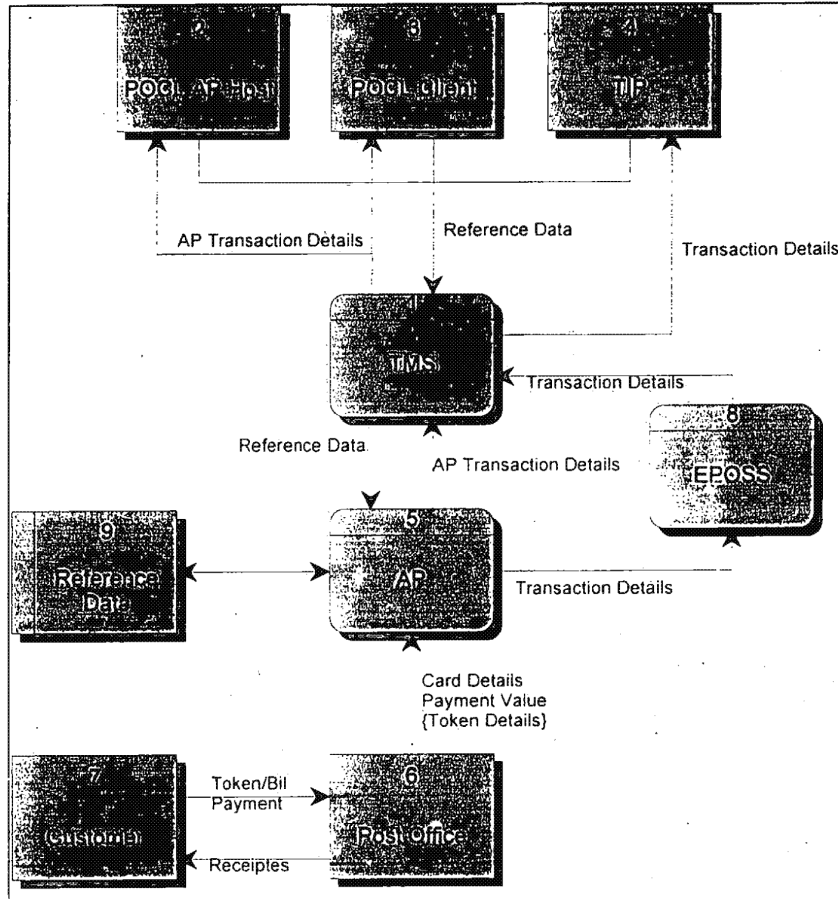 2
3
4
POCL AP Host
POCL Client
TIP
AP Transaction Details
Reference Data
Transaction Details
1
TMS
Transaction Details
8
Reference Data
AP Transaction Details
EPOSS
5
9
Reference
Data
AP
Transaction Details
Card Details
Payment Value
{Token Details}
7
Token/Bil
Payment
6
Customer
Post Office
Receiptes